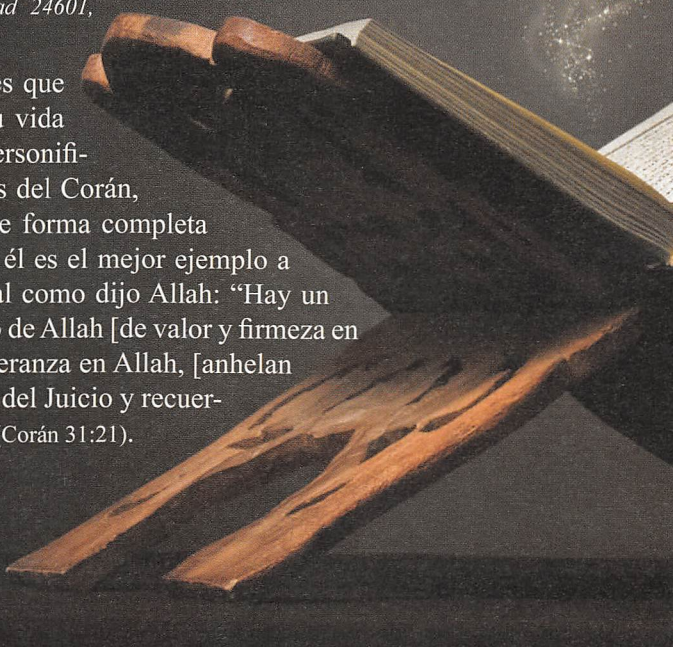 ad 24601,
es que
vida
ersonifi-
s del Corán,
e forma completa
él es el mejor ejemplo a
al como dijo Allah: “Hay un
de Allah [de valor y firmeza en
eranza en Allah, [anhelan
del Juicio y recuer-
Corán 31:21).